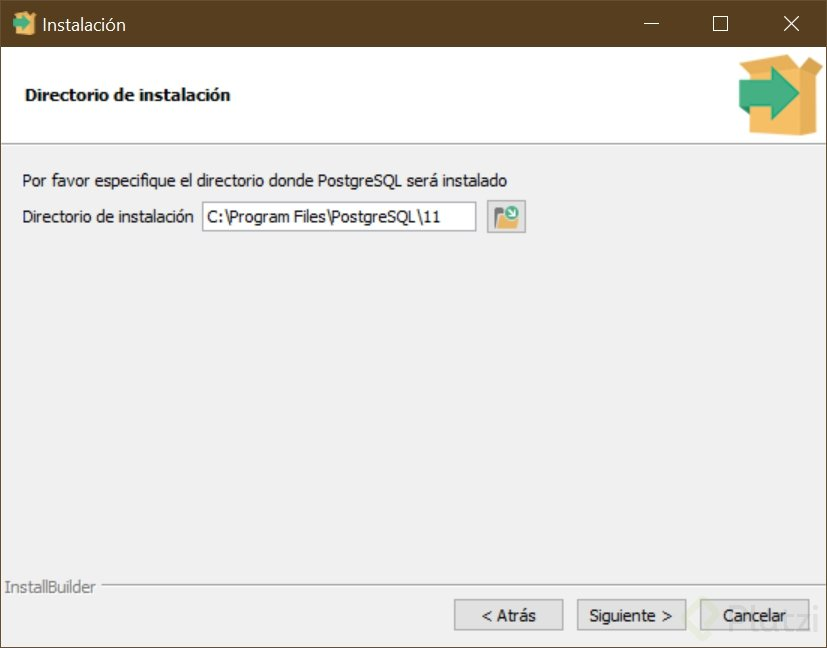 Instalación
Directorio de instalación
Por favor especifique el directorio donde PostgreSQL será instalado
Directorio de instalación C:\Program Files\PostgreSQL\11
InstallBuilder
< Atrás Siguiente > Cancelar
Platzi